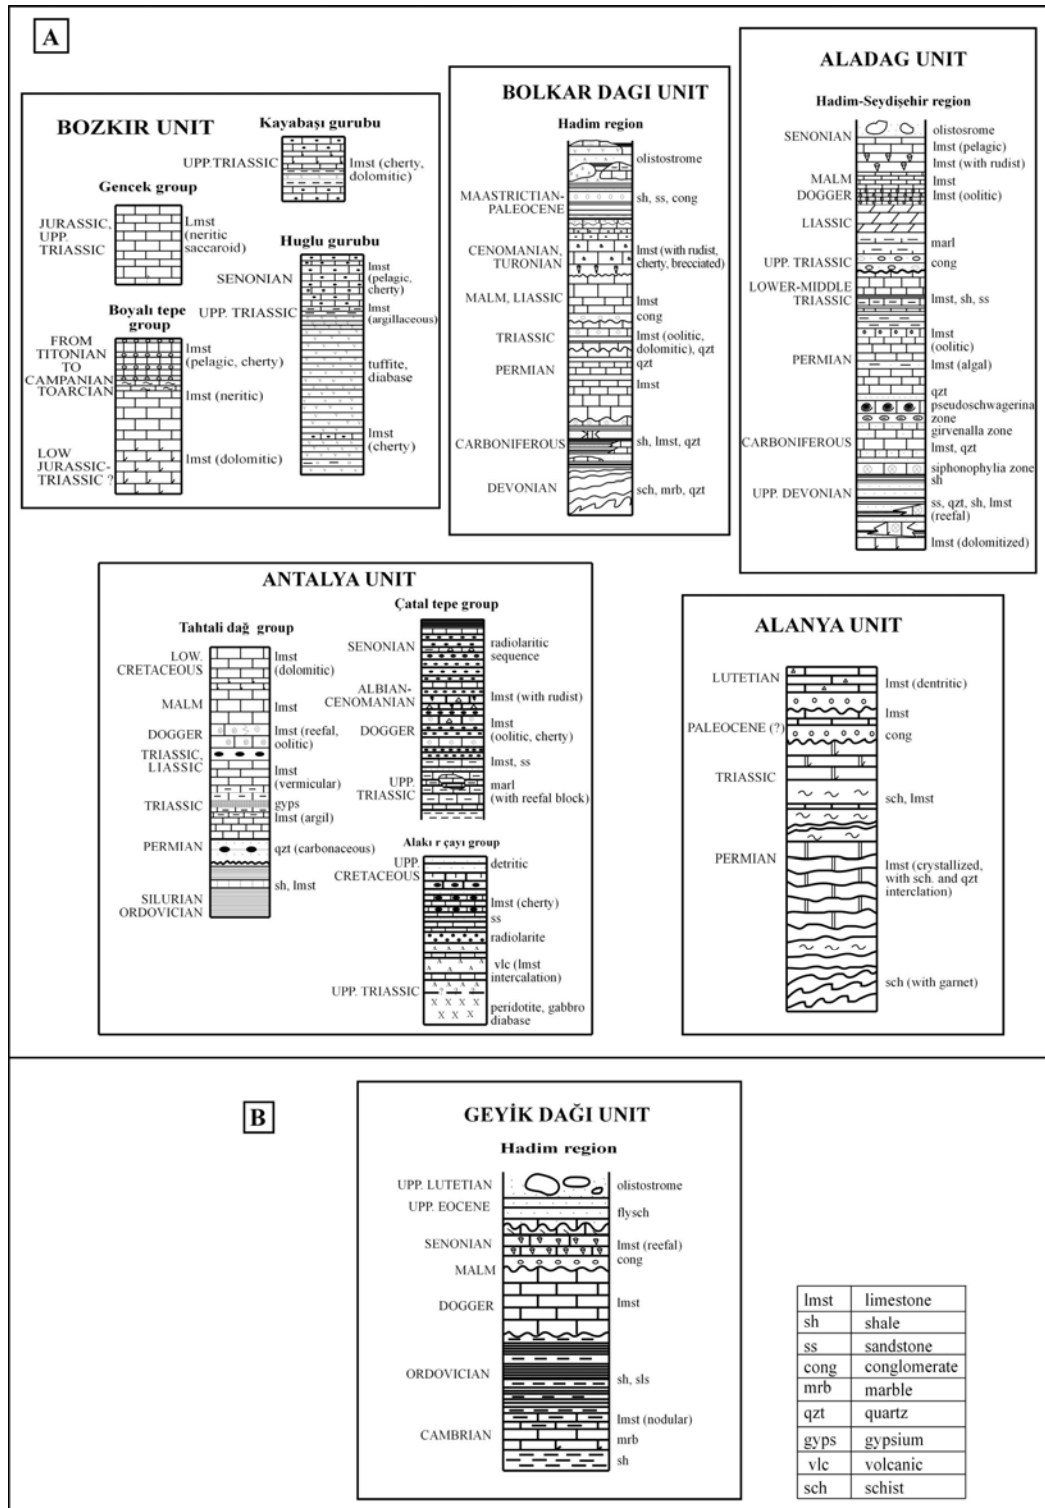 A
BOZKIR UNIT
Gencek group
JURASSIC,
UPP.
TRIASSIC
Lmst
(neritic
saccaroid)
Boyalı tepe
group
FROM
TITONIAN
TO
CAMPANIAN
TOARCIAN
lmst
(pelagic, cherty)
lmst (neritic)
LOW
JURASSIC-
TRIASSIC ?
lmst (dolomitic)
Kayabaşı gurubu
UPP.TRIASSIC
lmst (cherty,
dolomitic)
Huglu gurubu
SENONIAN
lmst
(pelagic,
cherty)
UPP. TRIASSIC
lmst
(argillaceous)
tuffite,
diabase
lmst
(cherty)
BOLKAR DAGI UNIT
Hadim region
olistostrome
MAASTRICTIAN-
PALEOCENE
sh, ss, cong
CENOMANIAN,
TURONIAN
lmst (with rudist,
cherty, brecciated)
MALM, LIASSIC
lmst
cong
TRIASSIC
lmst (oolitic,
dolomitic), qzt
PERMIAN
qzt
lmst
CARBONIFEROUS
sh, lmst, qzt
DEVONIAN
sch, mrb, qzt
ALADAG UNIT
Hadim-Seydişehir region
SENONIAN
olistosrome
lmst (pelagic)
lmst (with rudist)
MALM
lmst
DOGGER
lmst (oolitic)
LIASSIC
marl
UPP. TRIASSIC
cong
LOWER-MIDDLE
TRIASSIC
lmst, sh, ss
lmst
(oolitic)
PERMIAN
lmst (algal)
qzt
pseudoschwagerina
zone
girvenalla zone
CARBONIFEROUS
lmst, qzt
siphonophylia zone
sh
UPP. DEVONIAN
ss, qzt, sh, lmst
(reefal)
lmst (dolomitized)
ANTALYA UNIT
Tahtali dağ group
LOW.
CRETACEOUS
lmst
(dolomitic)
MALM
lmst
DOGGER
lmst (reefal,
oolitic)
TRIASSIC,
LIASSIC
lmst
(vermicular)
TRIASSIC
gyps
lmst (argil)
PERMIAN
qzt (carbonaceous)
sh, lmst
SILURIAN
ORDOVICIAN
Çatal tepe group
SENONIAN
radiolaritic
sequence
ALBIAN-
CENOMANIAN
lmst (with rudist)
DOGGER
lmst
(oolitic, cherty)
lmst, ss
UPP.
TRIASSIC
marl
(with reefal block)
Alakı r çayı group
UPP.
CRETACEOUS
detritic
lmst (cherty)
ss
radiolarite
vlc (lmst
intercalation)
UPP. TRIASSIC
peridotite, gabbro
diabase
ALANYA UNIT
LUTETIAN
lmst (dentritic)
lmst
PALEOCENE (?)
cong
TRIASSIC
sch, lmst
PERMIAN
lmst (crystallized,
with sch. and qzt
interclation)
sch (with garnet)
B
GEYİK DAĞI UNIT
Hadim region
UPP. LUTETIAN
olistostrome
UPP. EOCENE
flysch
SENONIAN
lmst (reefal)
cong
MALM
DOGGER
lmst
ORDOVICIAN
sh, sls
lmst (nodular)
CAMBRIAN
mrb
sh
lmst limestone
sh shale
ss sandstone
cong conglomerate
mrb marble
qzt quartz
gyps gypsium
vlc volcanic
sch schist